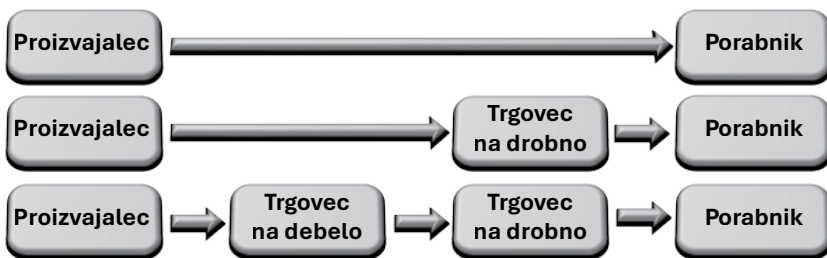 Proizvajalec
Porabnik
Proizvajalec
Trgovec
na drobno
Porabnik
Proizvajalec
Trgovec
na debelo
Trgovec
na drobno
Porabnik